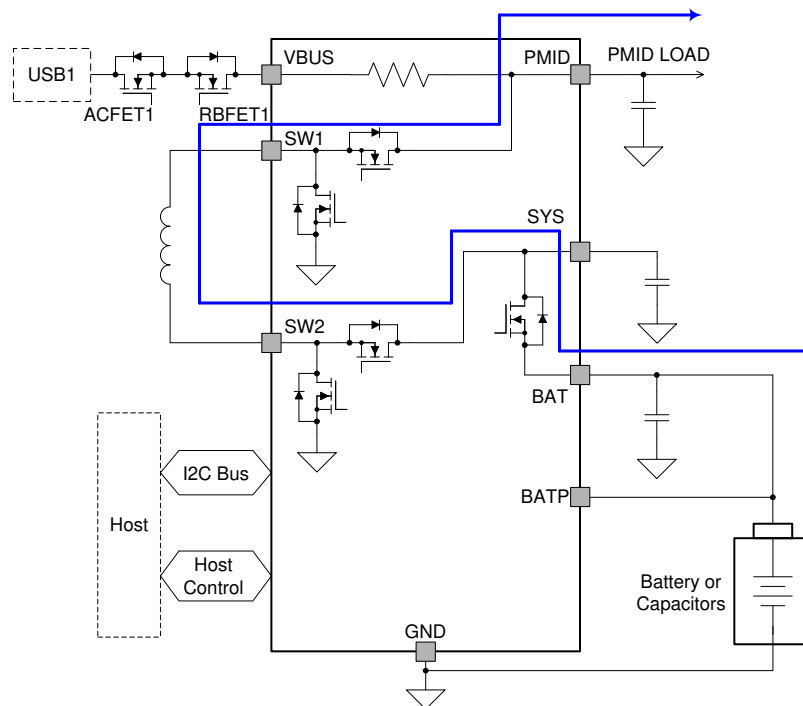 USB1
ACFET1
RBFET1
VBUS
PMID
PMID LOAD
SW1
SYS
SW2
BAT
I2C Bus
BATP
Host
Host
Control
Battery or
Capacitors
GND